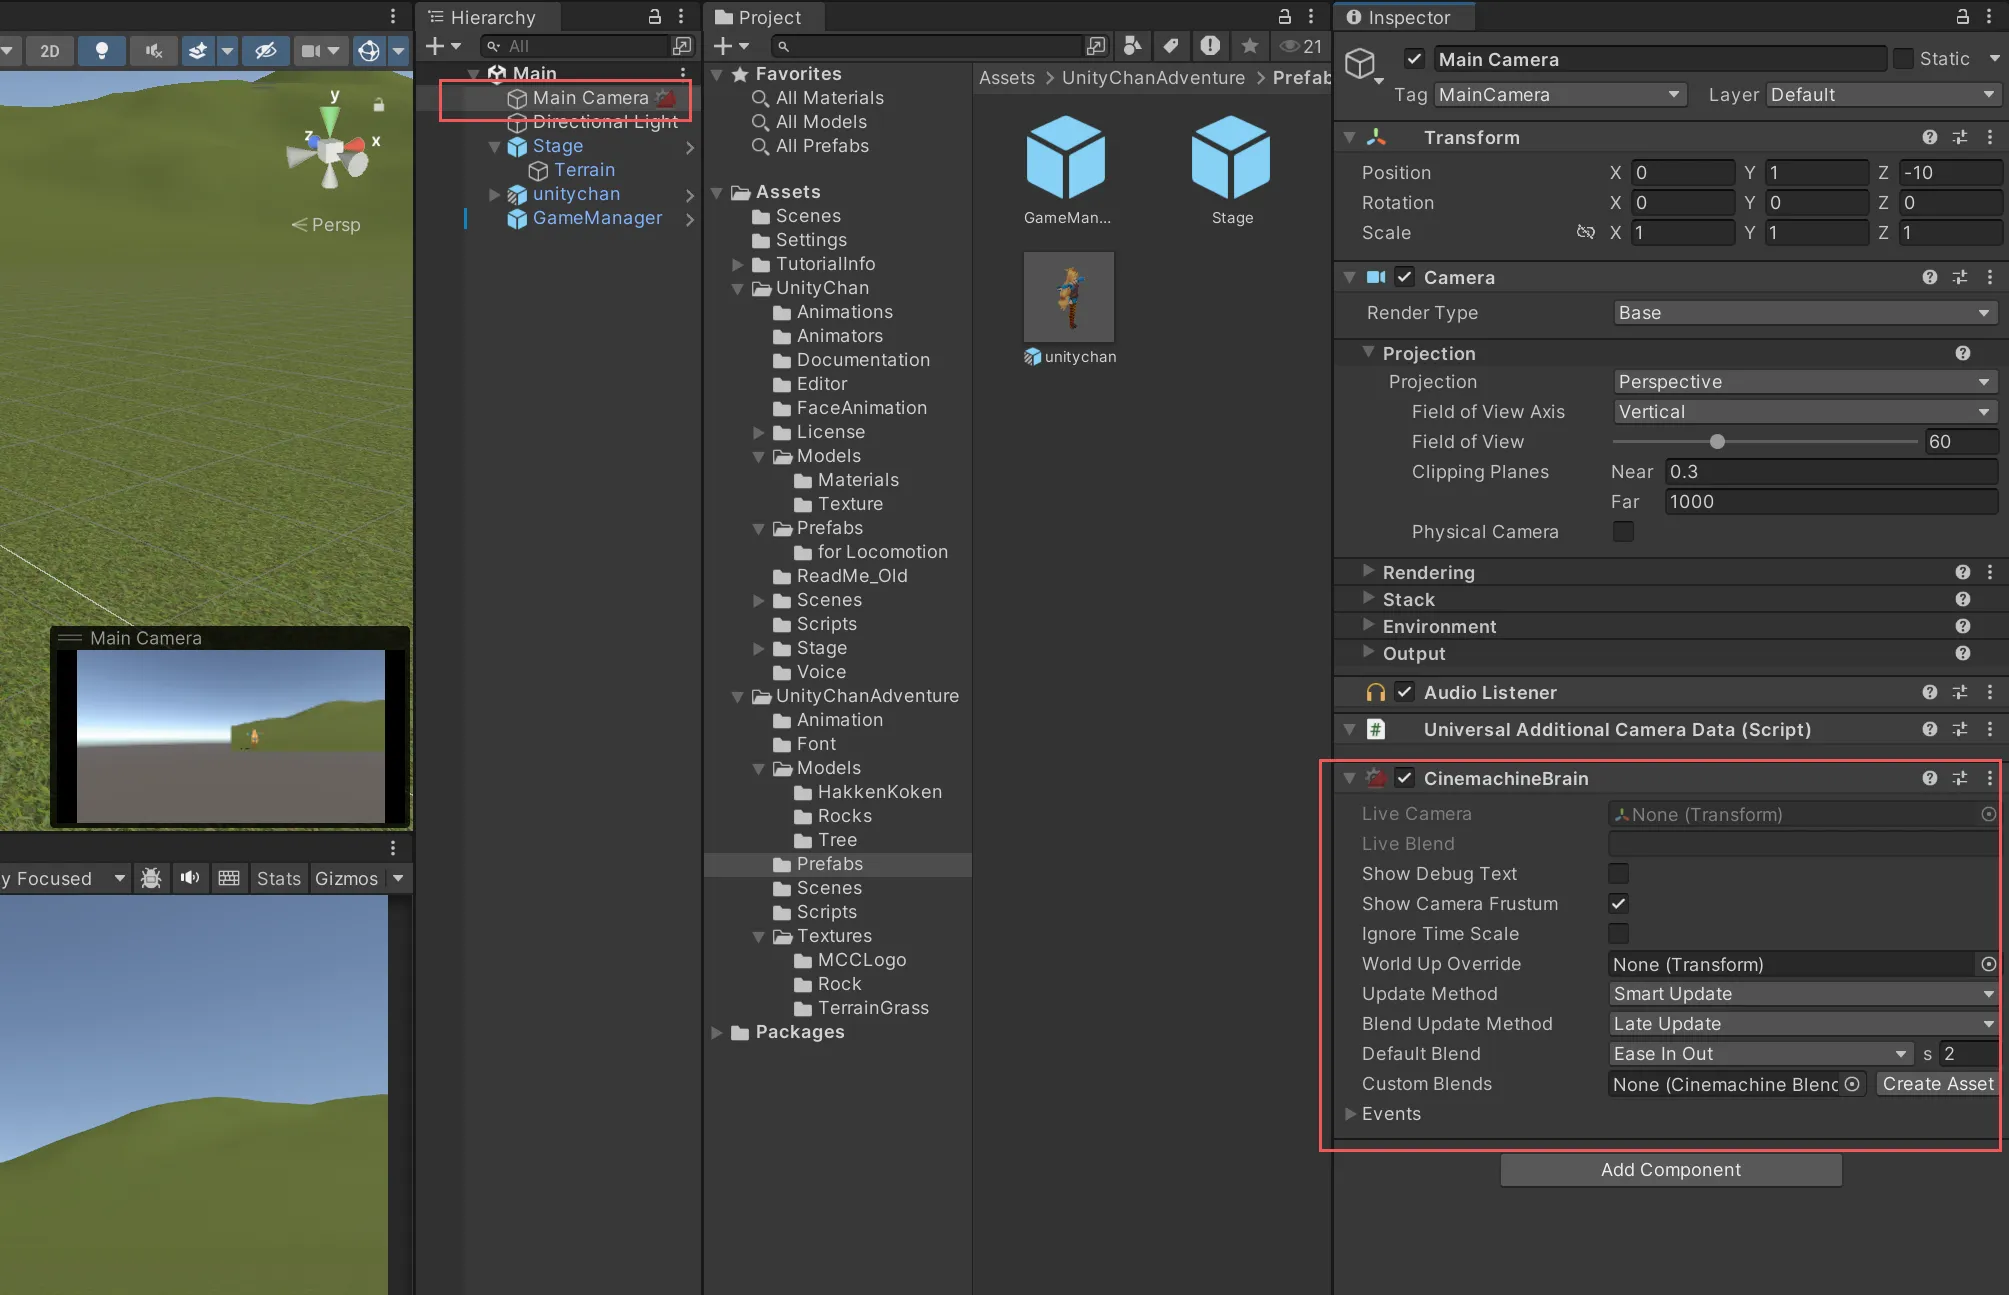 2D
y
x
z
Persp
Main Camera
y Focused
Stats
Gizmos
Hierarchy
All
Main
Main Camera
Directional Light
Stage
Terrain
unitychan
GameManager
Project
21
Favorites
All Materials
All Models
All Prefabs
Assets
Scenes
Settings
TutorialInfo
UnityChan
Animations
Animators
Documentation
Editor
FaceAnimation
License
Models
Materials
Texture
Prefabs
for Locomotion
ReadMe_Old
Scenes
Scripts
Stage
Voice
UnityChanAdventure
Animation
Font
Models
HakkenKoken
Rocks
Tree
Prefabs
Scenes
Scripts
Textures
MCCLogo
Rock
TerrainGrass
Packages
Assets > UnityChanAdventure > Prefab
GameMan...
Stage
unitychan
Inspector
Main Camera
Static
Tag MainCamera
Layer Default
Transform
Position X 0 Y 1 Z -10
Rotation X 0 Y 0 Z 0
Scale X 1 Y 1 Z 1
Camera
Render Type Base
Projection
Projection Perspective
Field of View Axis Vertical
Field of View 60
Clipping Planes Near 0.3
Far 1000
Physical Camera
Rendering
Stack
Environment
Output
Audio Listener
# Universal Additional Camera Data (Script)
CinemachineBrain
Live Camera None (Transform)
Live Blend
Show Debug Text
Show Camera Frustum
Ignore Time Scale
World Up Override None (Transform)
Update Method Smart Update
Blend Update Method Late Update
Default Blend Ease In Out s 2
Custom Blends None (Cinemachine Blenc Create Asset
Events
Add Component